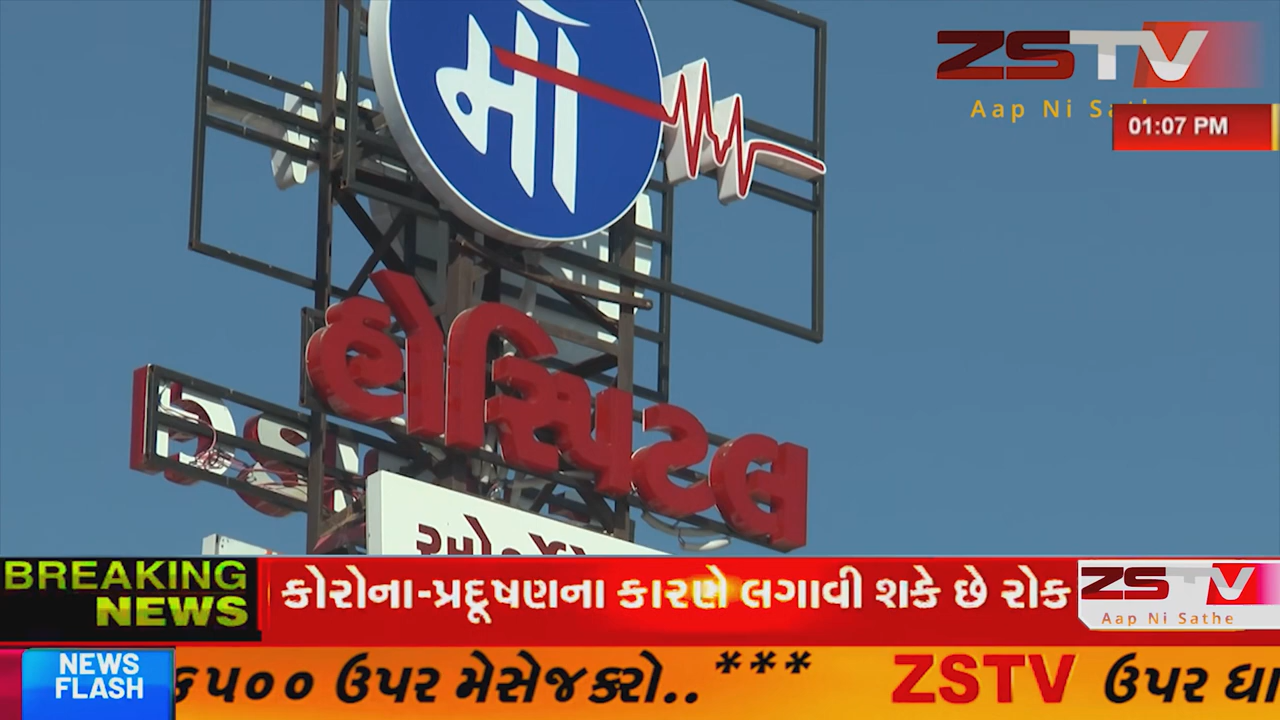 ZSTV
Aap Ni
01:07 PM
માં
હોસ્પિટલ
BREAKING
NEWS
કોરોના-પ્રદૂષણના કારણે લગાવી શકે છે રોક
ZSTV
Aap Ni Sathe
NEWS
FLASH
૬૫૦૦ ઉપર મેસેજ કરો.. *** ZSTV ઉપર